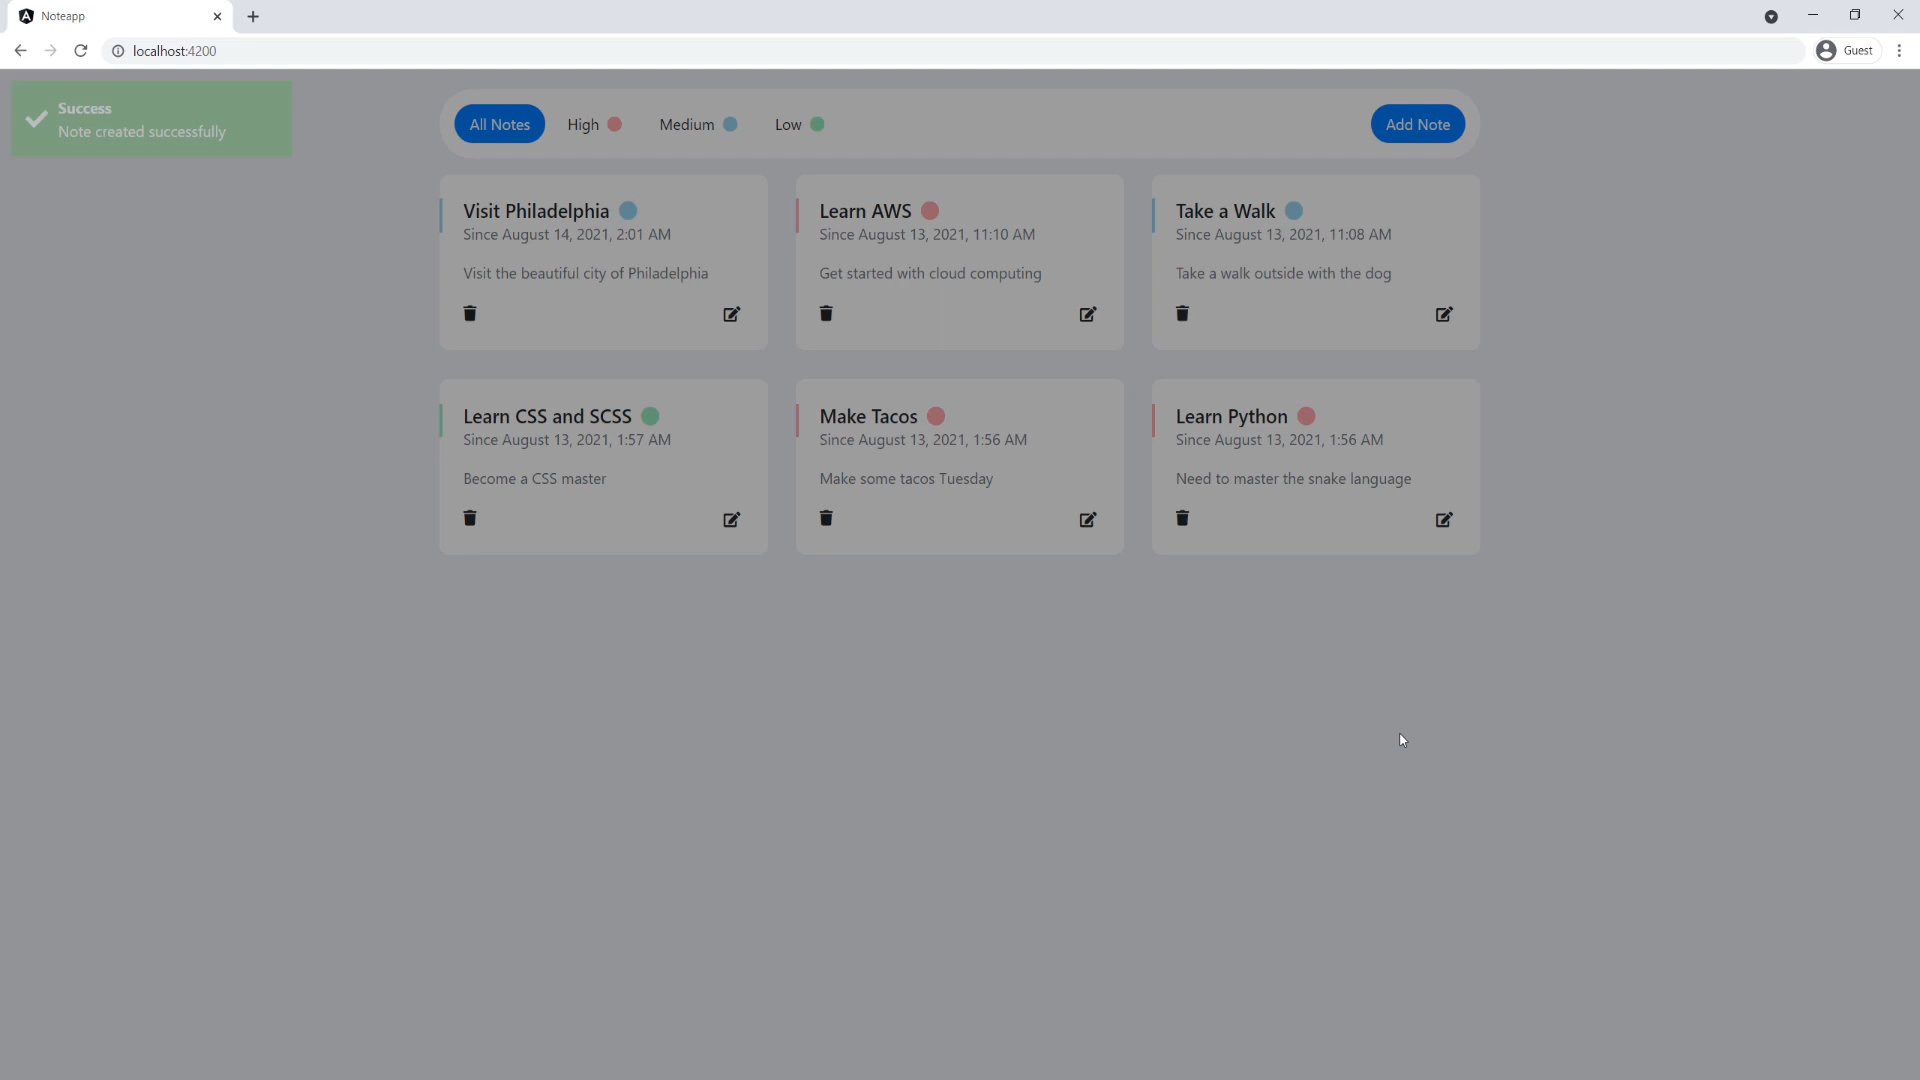 Noteapp
localhost:4200
Guest
Success
Note created successfully
All Notes
High
Medium
Low
Add Note
Visit Philadelphia
Since August 14, 2021, 2:01 AM
Visit the beautiful city of Philadelphia
Learn AWS
Since August 13, 2021, 11:10 AM
Get started with cloud computing
Take a Walk
Since August 13, 2021, 11:08 AM
Take a walk outside with the dog
Learn CSS and SCSS
Since August 13, 2021, 1:57 AM
Become a CSS master
Make Tacos
Since August 13, 2021, 1:56 AM
Make some tacos Tuesday
Learn Python
Since August 13, 2021, 1:56 AM
Need to master the snake language